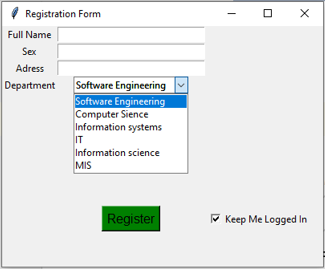 Registration Form
Full Name
Sex
Adress
Department Software Engineering
Software Engineering
Computer Sience
Information systems
IT
Information science
MIS
Register Keep Me Logged In